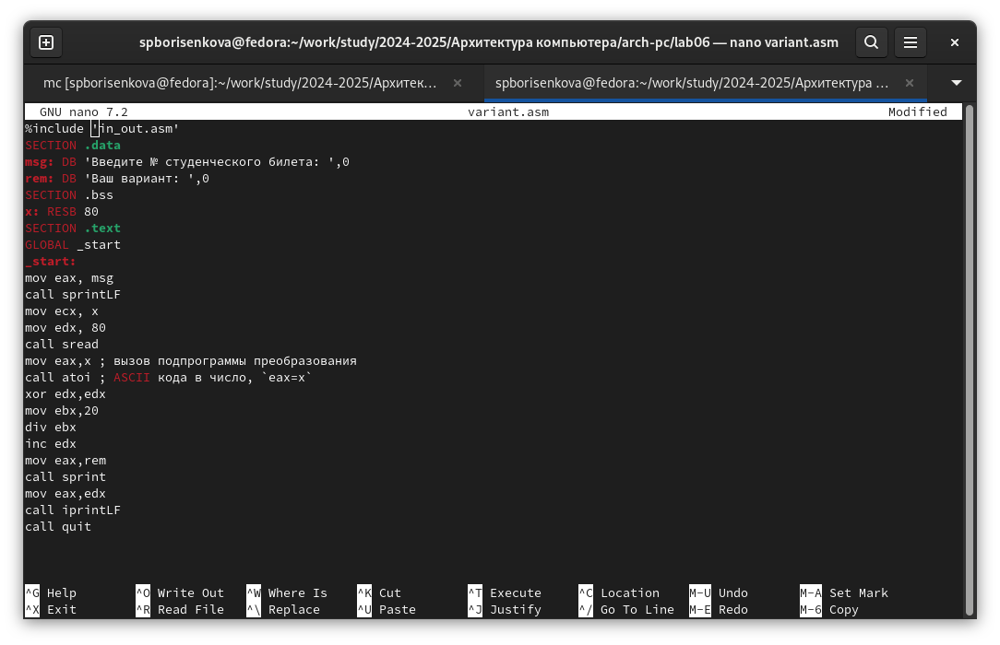 spborisenkova@fedora:~/work/study/2024-2025/Архитектура компьютера/arch-pc/lab06 — nano variant.asm
mc [spborisenkova@fedora]:~/work/study/2024-2025/Архитек…
spborisenkova@fedora:~/work/study/2024-2025/Архитектура …
GNU nano 7.2 variant.asm Modified
%include 'in_out.asm'
SECTION .data
msg: DB 'Введите № студенческого билета: ',0
rem: DB 'Ваш вариант: ',0
SECTION .bss
x: RESB 80
SECTION .text
GLOBAL _start
_start:
mov eax, msg
call sprintLF
mov ecx, x
mov edx, 80
call sread
mov eax,x ; вызов подпрограммы преобразования
call atoi ; ASCII кода в число, `eax=x`
xor edx,edx
mov ebx,20
div ebx
inc edx
mov eax,rem
call sprint
mov eax,edx
call iprintLF
call quit
^G Help ^O Write Out ^W Where Is ^K Cut ^T Execute ^C Location M-U Undo M-A Set Mark
^X Exit ^R Read File ^\ Replace ^U Paste ^J Justify ^/ Go To Line M-E Redo M-6 Copy